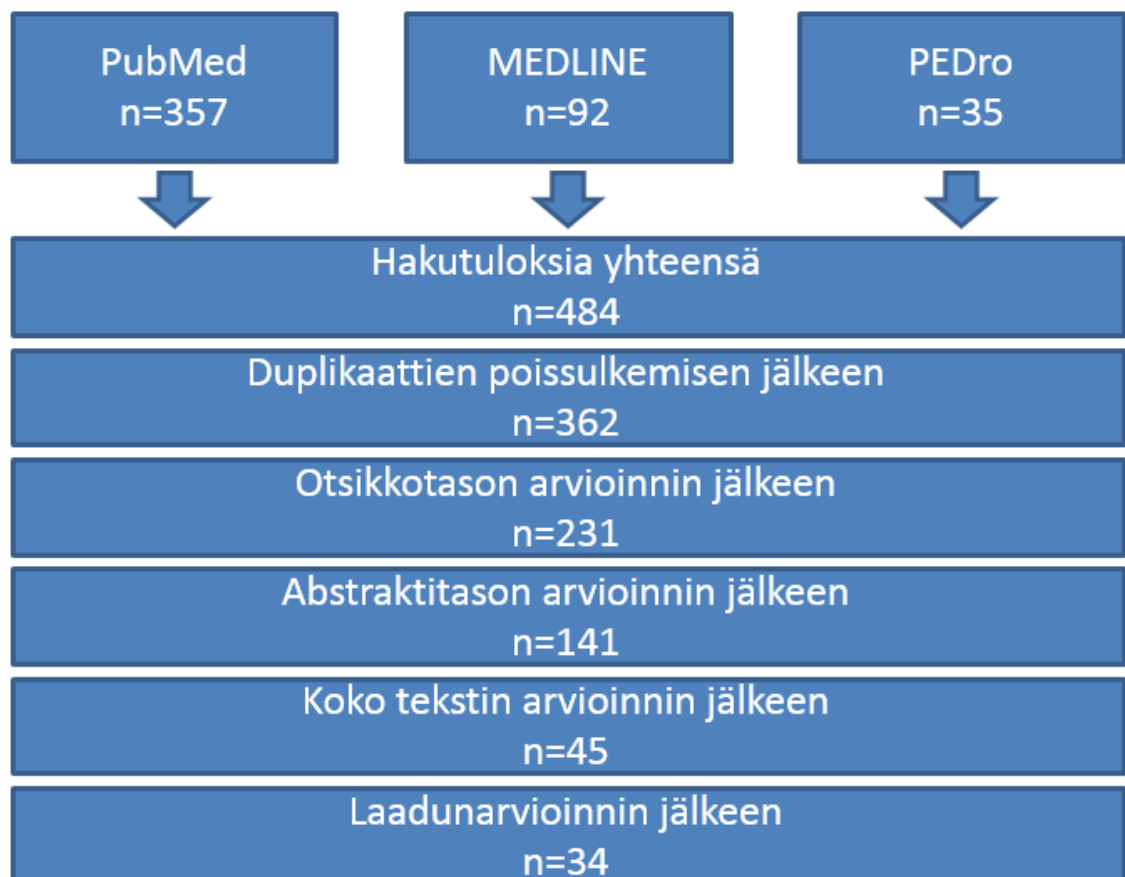 PubMed
n=357
MEDLINE
n=92
PEDro
n=35
Hakutuloksia yhteensä
n=484
Duplikaattien poissulkemisen jälkeen
n=362
Otsikkotason arvioinnin jälkeen
n=231
Abstraktitason arvioinnin jälkeen
n=141
Koko tekstin arvioinnin jälkeen
n=45
Laadunarvioinnin jälkeen
n=34